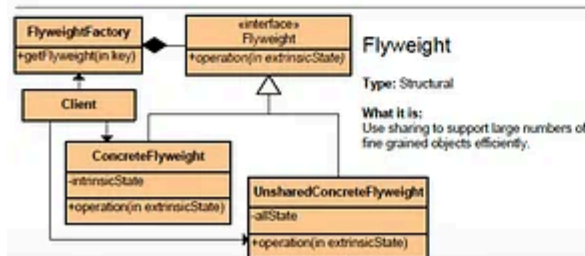 FlyweightFactory
+getFlyweight(in key)
«interface»
Flyweight
+operation(in extrinsicState)
Client
ConcreteFlyweight
-intrinsicState
+operation(in extrinsicState)
UnsharedConcreteFlyweight
-allState
+operation(in extrinsicState)
Flyweight
Type: Structural
What it is:
Use sharing to support large numbers of
fine grained objects efficiently.